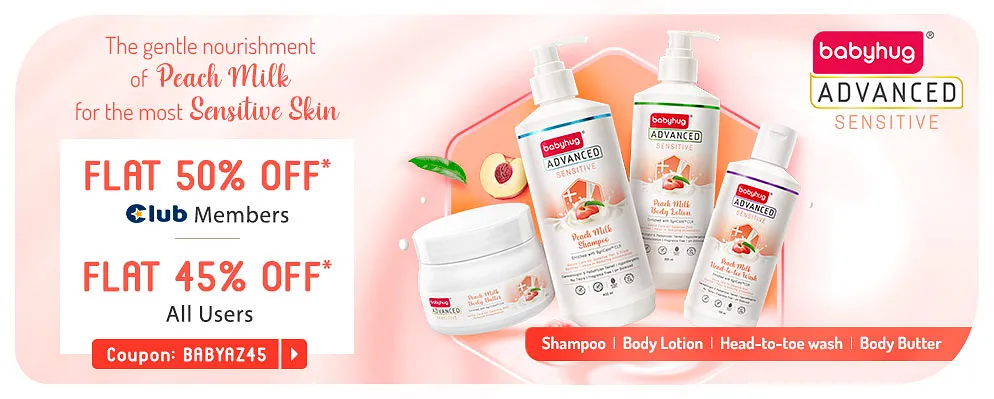 The gentle nourishment
of Peach Milk
for the most Sensitive Skin
FLAT 50% OFF*
Club Members
FLAT 45% OFF*
All Users
Coupon: BABYAZ45
babyhug
ADVANCED
SENSITIVE
Peach Milk
Body Butter
babyhug
ADVANCED
SENSITIVE
Peach Milk
Shampoo
babyhug
ADVANCED
SENSITIVE
Peach Milk
Body Lotion
babyhug
ADVANCED
SENSITIVE
Peach Milk
Head-to-toe Wash
babyhug®
ADVANCED
SENSITIVE
Shampoo | Body Lotion | Head-to-toe wash | Body Butter